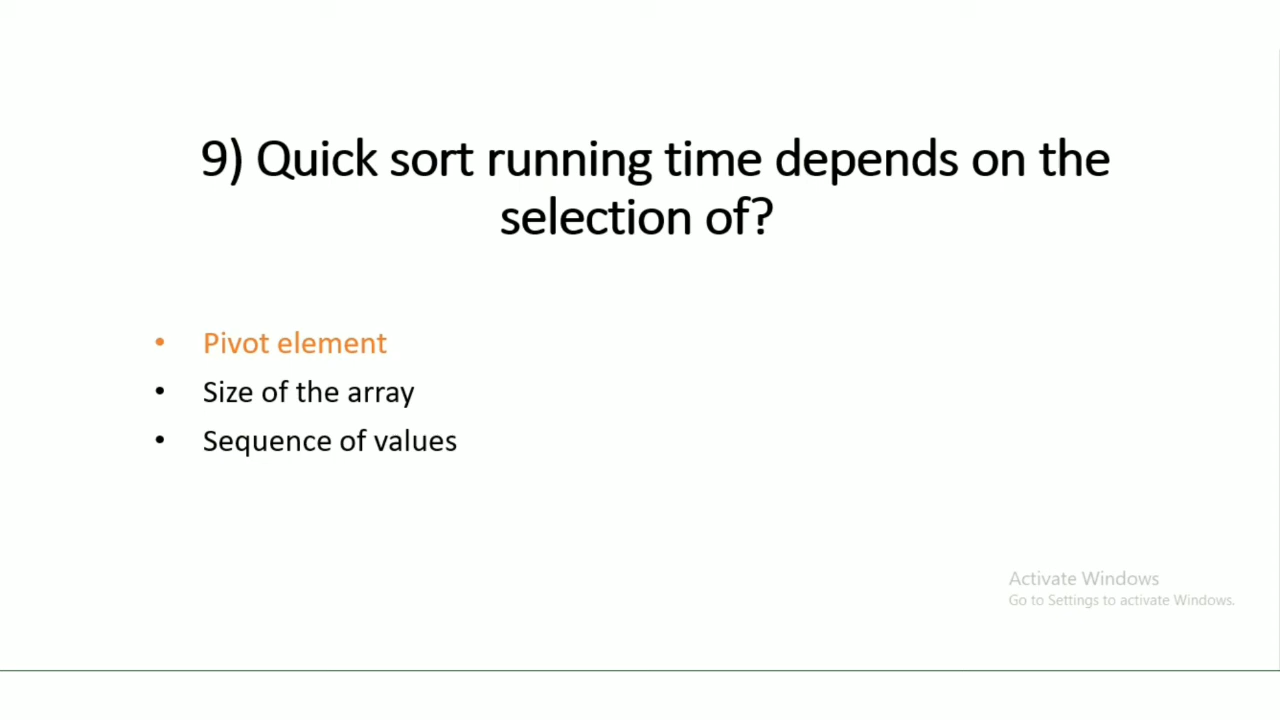 9) Quick sort running time depends on the
selection of?
• Pivot element
• Size of the array
• Sequence of values
Activate Windows
Go to Settings to activate Windows.